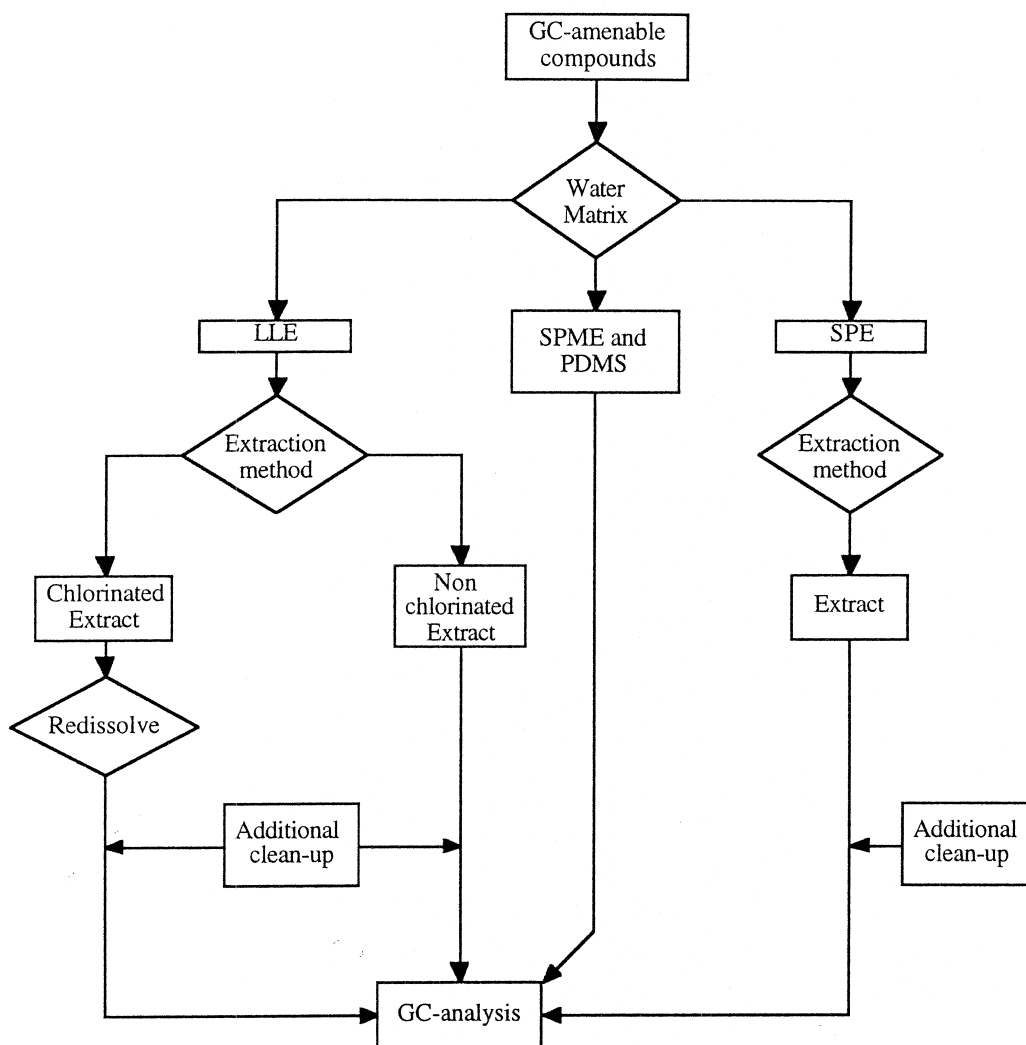 GC-amenable
compounds
Water
Matrix
LLE
SPME and
PDMS
SPE
Extraction
method
Extraction
method
Chlorinated
Extract
Non
chlorinated
Extract
Extract
Redissolve
Additional
clean-up
Additional
clean-up
GC-analysis